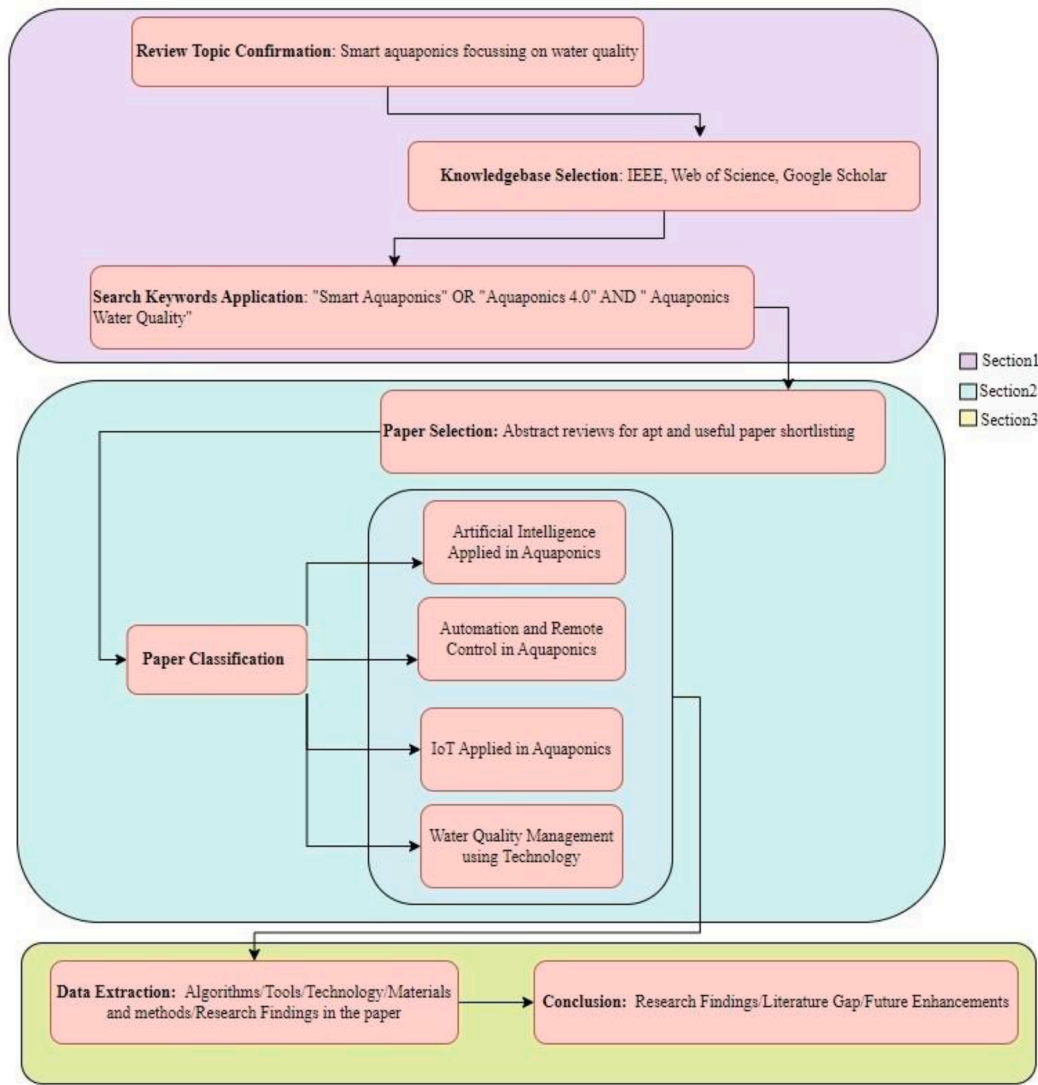 Review Topic Confirmation: Smart aquaponics focussing on water quality
Knowledgebase Selection: IEEE, Web of Science, Google Scholar
Search Keywords Application: "Smart Aquaponics" OR "Aquaponics 4.0" AND " Aquaponics
Water Quality"
Section1
Section2
Section3
Paper Selection: Abstract reviews for apt and useful paper shortlisting
Artificial Intelligence
Applied in Aquaponics
Automation and Remote
Control in Aquaponics
Paper Classification
IoT Applied in Aquaponics
Water Quality Management
using Technology
Data Extraction: Algorithms/Tools/Technology/Materials
and methods/Research Findings in the paper
Conclusion: Research Findings/Literature Gap/Future Enhancements